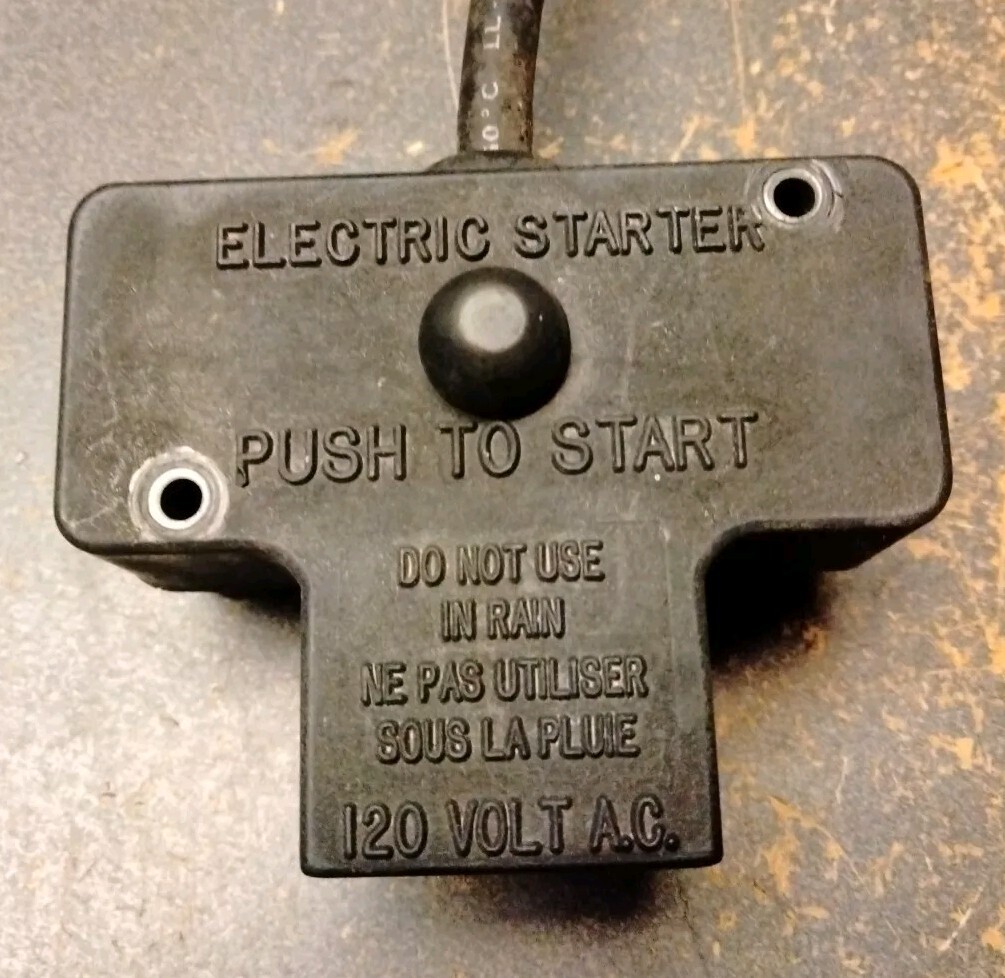 ELECTRIC STARTER
PUSH TO START
DO NOT USE
IN RAIN
NE PAS UTILISER
SOUS LA PLUIE
120 VOLT A.C.